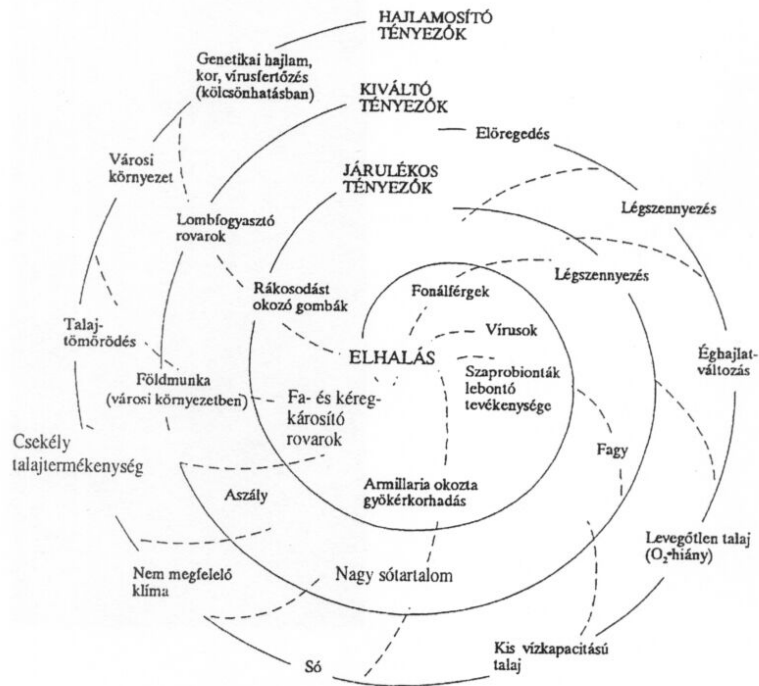 HAJLAMOSÍTÓ
TÉNYEZŐK
Genetikai hajlam,
kor, vírusfertőzés
(kölcsönhatásban)
KIVÁLTÓ
TÉNYEZŐK
Előregedés
Városi
környezet
JÁRULÉKOS
TÉNYEZŐK
Légszennyezés
Lombfogyasztó
rovarok
Rákosodást
okozó gombák
Fonálférgek
Légszennyezés
Talaj-
tömörödés
Vírusok
ELHALÁS
Éghajlat-
változás
Földmunka
(városi környezetben)
Fa- és kéreg-
károsító
rovarok
Szaprobionták
lebontó
tevékenysége
Csekély
talajtermékenység
Fagy
Aszály
Armillaria okozta
gyökérkorhadás
Levegőtlen talaj
(O₂-hiány)
Nem megfelelő
klíma
Nagy sótartalom
Kis vízkapacitású
talaj
Só